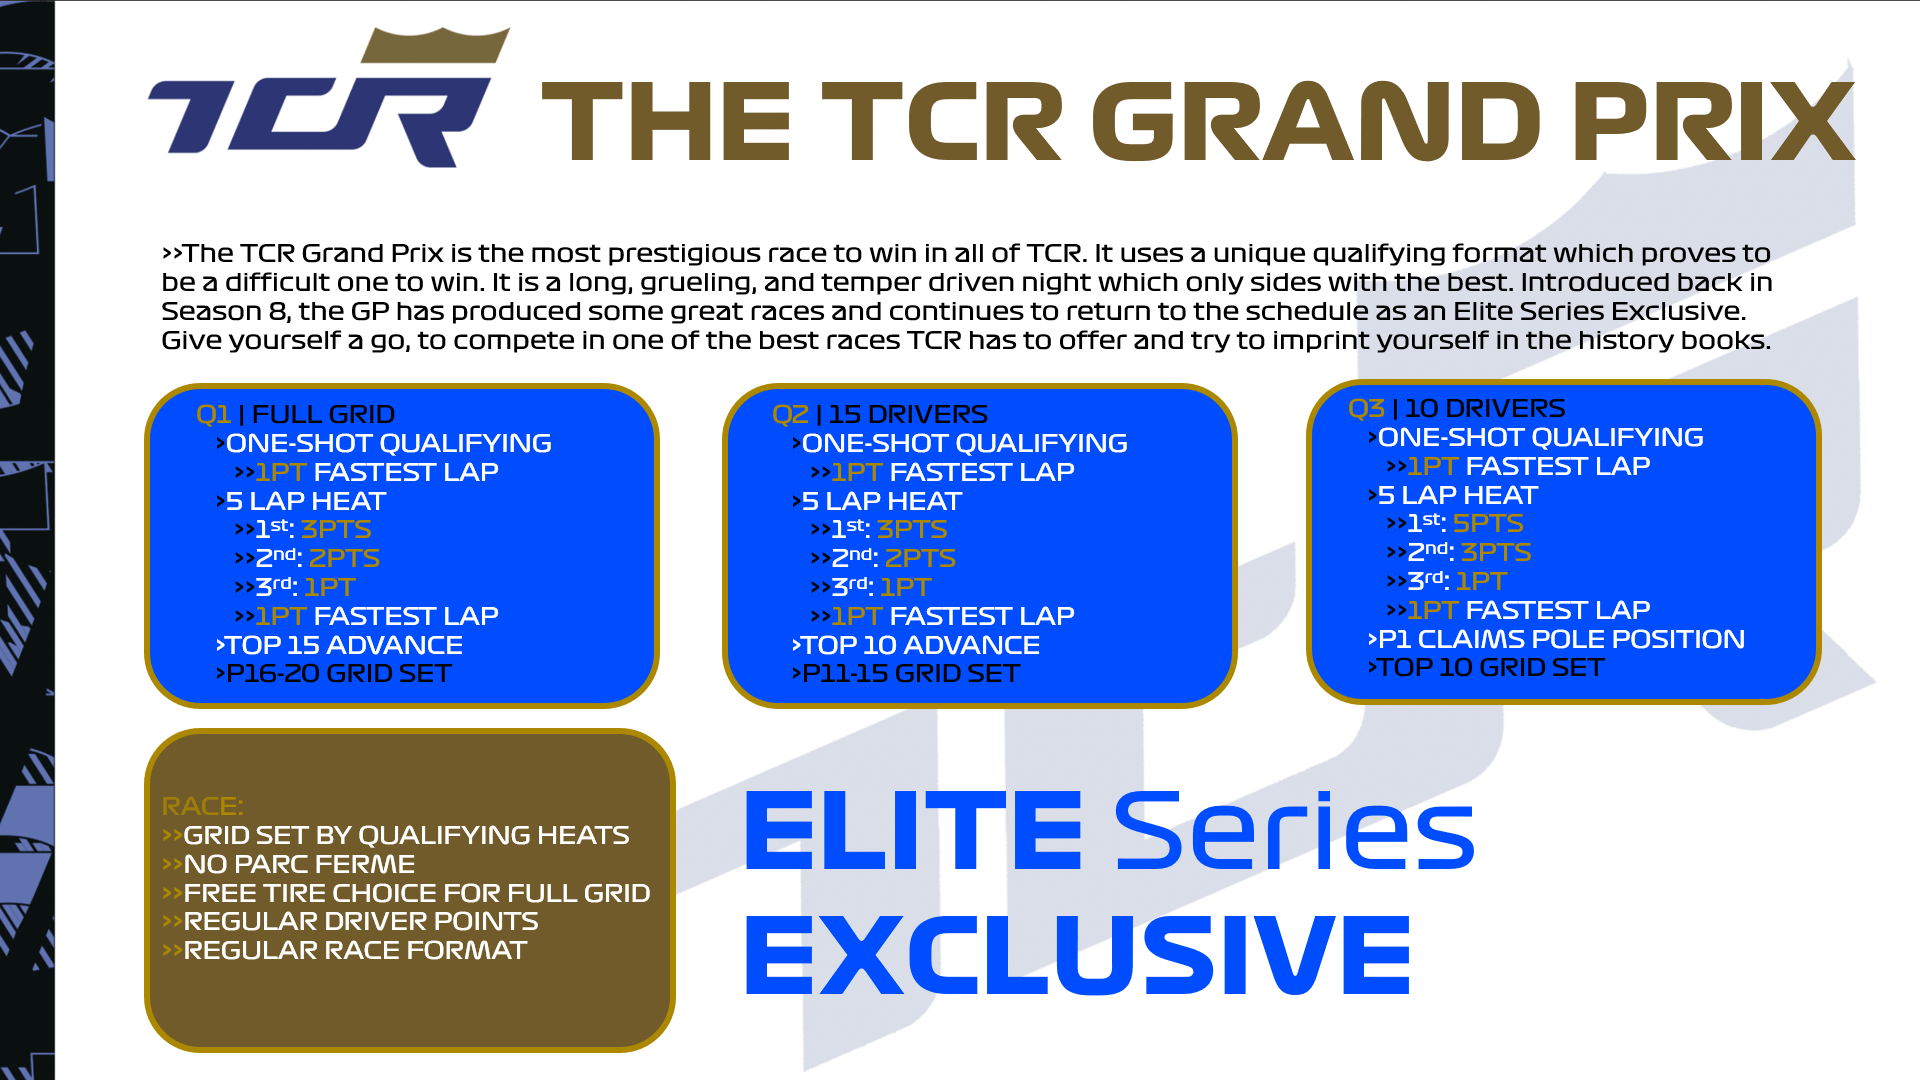 TCR THE TCR GRAND PRIX
>>The TCR Grand Prix is the most prestigious race to win in all of TCR. It uses a unique qualifying format which proves to
be a difficult one to win. It is a long, grueling, and temper driven night which only sides with the best. Introduced back in
Season 8, the GP has produced some great races and continues to return to the schedule as an Elite Series Exclusive.
Give yourself a go, to compete in one of the best races TCR has to offer and try to imprint yourself in the history books.
Q1 | FULL GRID
>ONE-SHOT QUALIFYING
>>1PT FASTEST LAP
>5 LAP HEAT
>>1st: 3PTS
>>2nd: 2PTS
>>3rd: 1PT
>>1PT FASTEST LAP
>TOP 15 ADVANCE
>P16-20 GRID SET
Q2 | 15 DRIVERS
>ONE-SHOT QUALIFYING
>>1PT FASTEST LAP
>5 LAP HEAT
>>1st: 3PTS
>>2nd: 2PTS
>>3rd: 1PT
>>1PT FASTEST LAP
>TOP 10 ADVANCE
>P11-15 GRID SET
Q3 | 10 DRIVERS
>ONE-SHOT QUALIFYING
>>1PT FASTEST LAP
>5 LAP HEAT
>>1st: 5PTS
>>2nd: 3PTS
>>3rd: 1PT
>>1PT FASTEST LAP
>P1 CLAIMS POLE POSITION
>TOP 10 GRID SET
RACE:
>>GRID SET BY QUALIFYING HEATS
>>NO PARC FERME
>>FREE TIRE CHOICE FOR FULL GRID
>>REGULAR DRIVER POINTS
>>REGULAR RACE FORMAT
ELITE Series
EXCLUSIVE